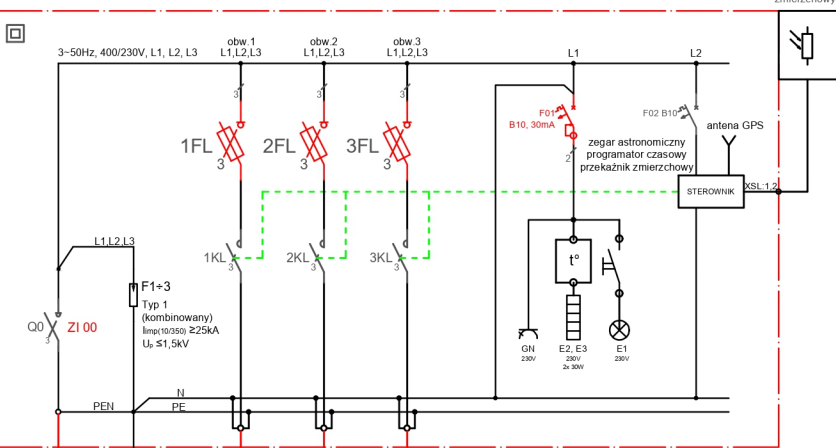 zmierzchowy
3~50Hz, 400/230V, L1, L2, L3
obw.1
L1,L2,L3
obw.2
L1,L2,L3
obw.3
L1,L2,L3
L1
L2
3
3
3
1FL
3
2FL
3
3FL
3
F01
B10, 30mA
2
F02 B10
antena GPS
zegar astronomiczny
programator czasowy
przekaźnik zmierzchowy
STEROWNIK
XSL:1,2
L1,L2,L3
1KL
3
2KL
3
3KL
3
t°
F1÷3
Typ 1
(kombinowany)
Iimp(10/350) ≥25kA
Up ≤1,5kV
Q0
3
ZI 00
GN
230V
E2, E3
230V
2x 30W
E1
230V
N
PEN
PE